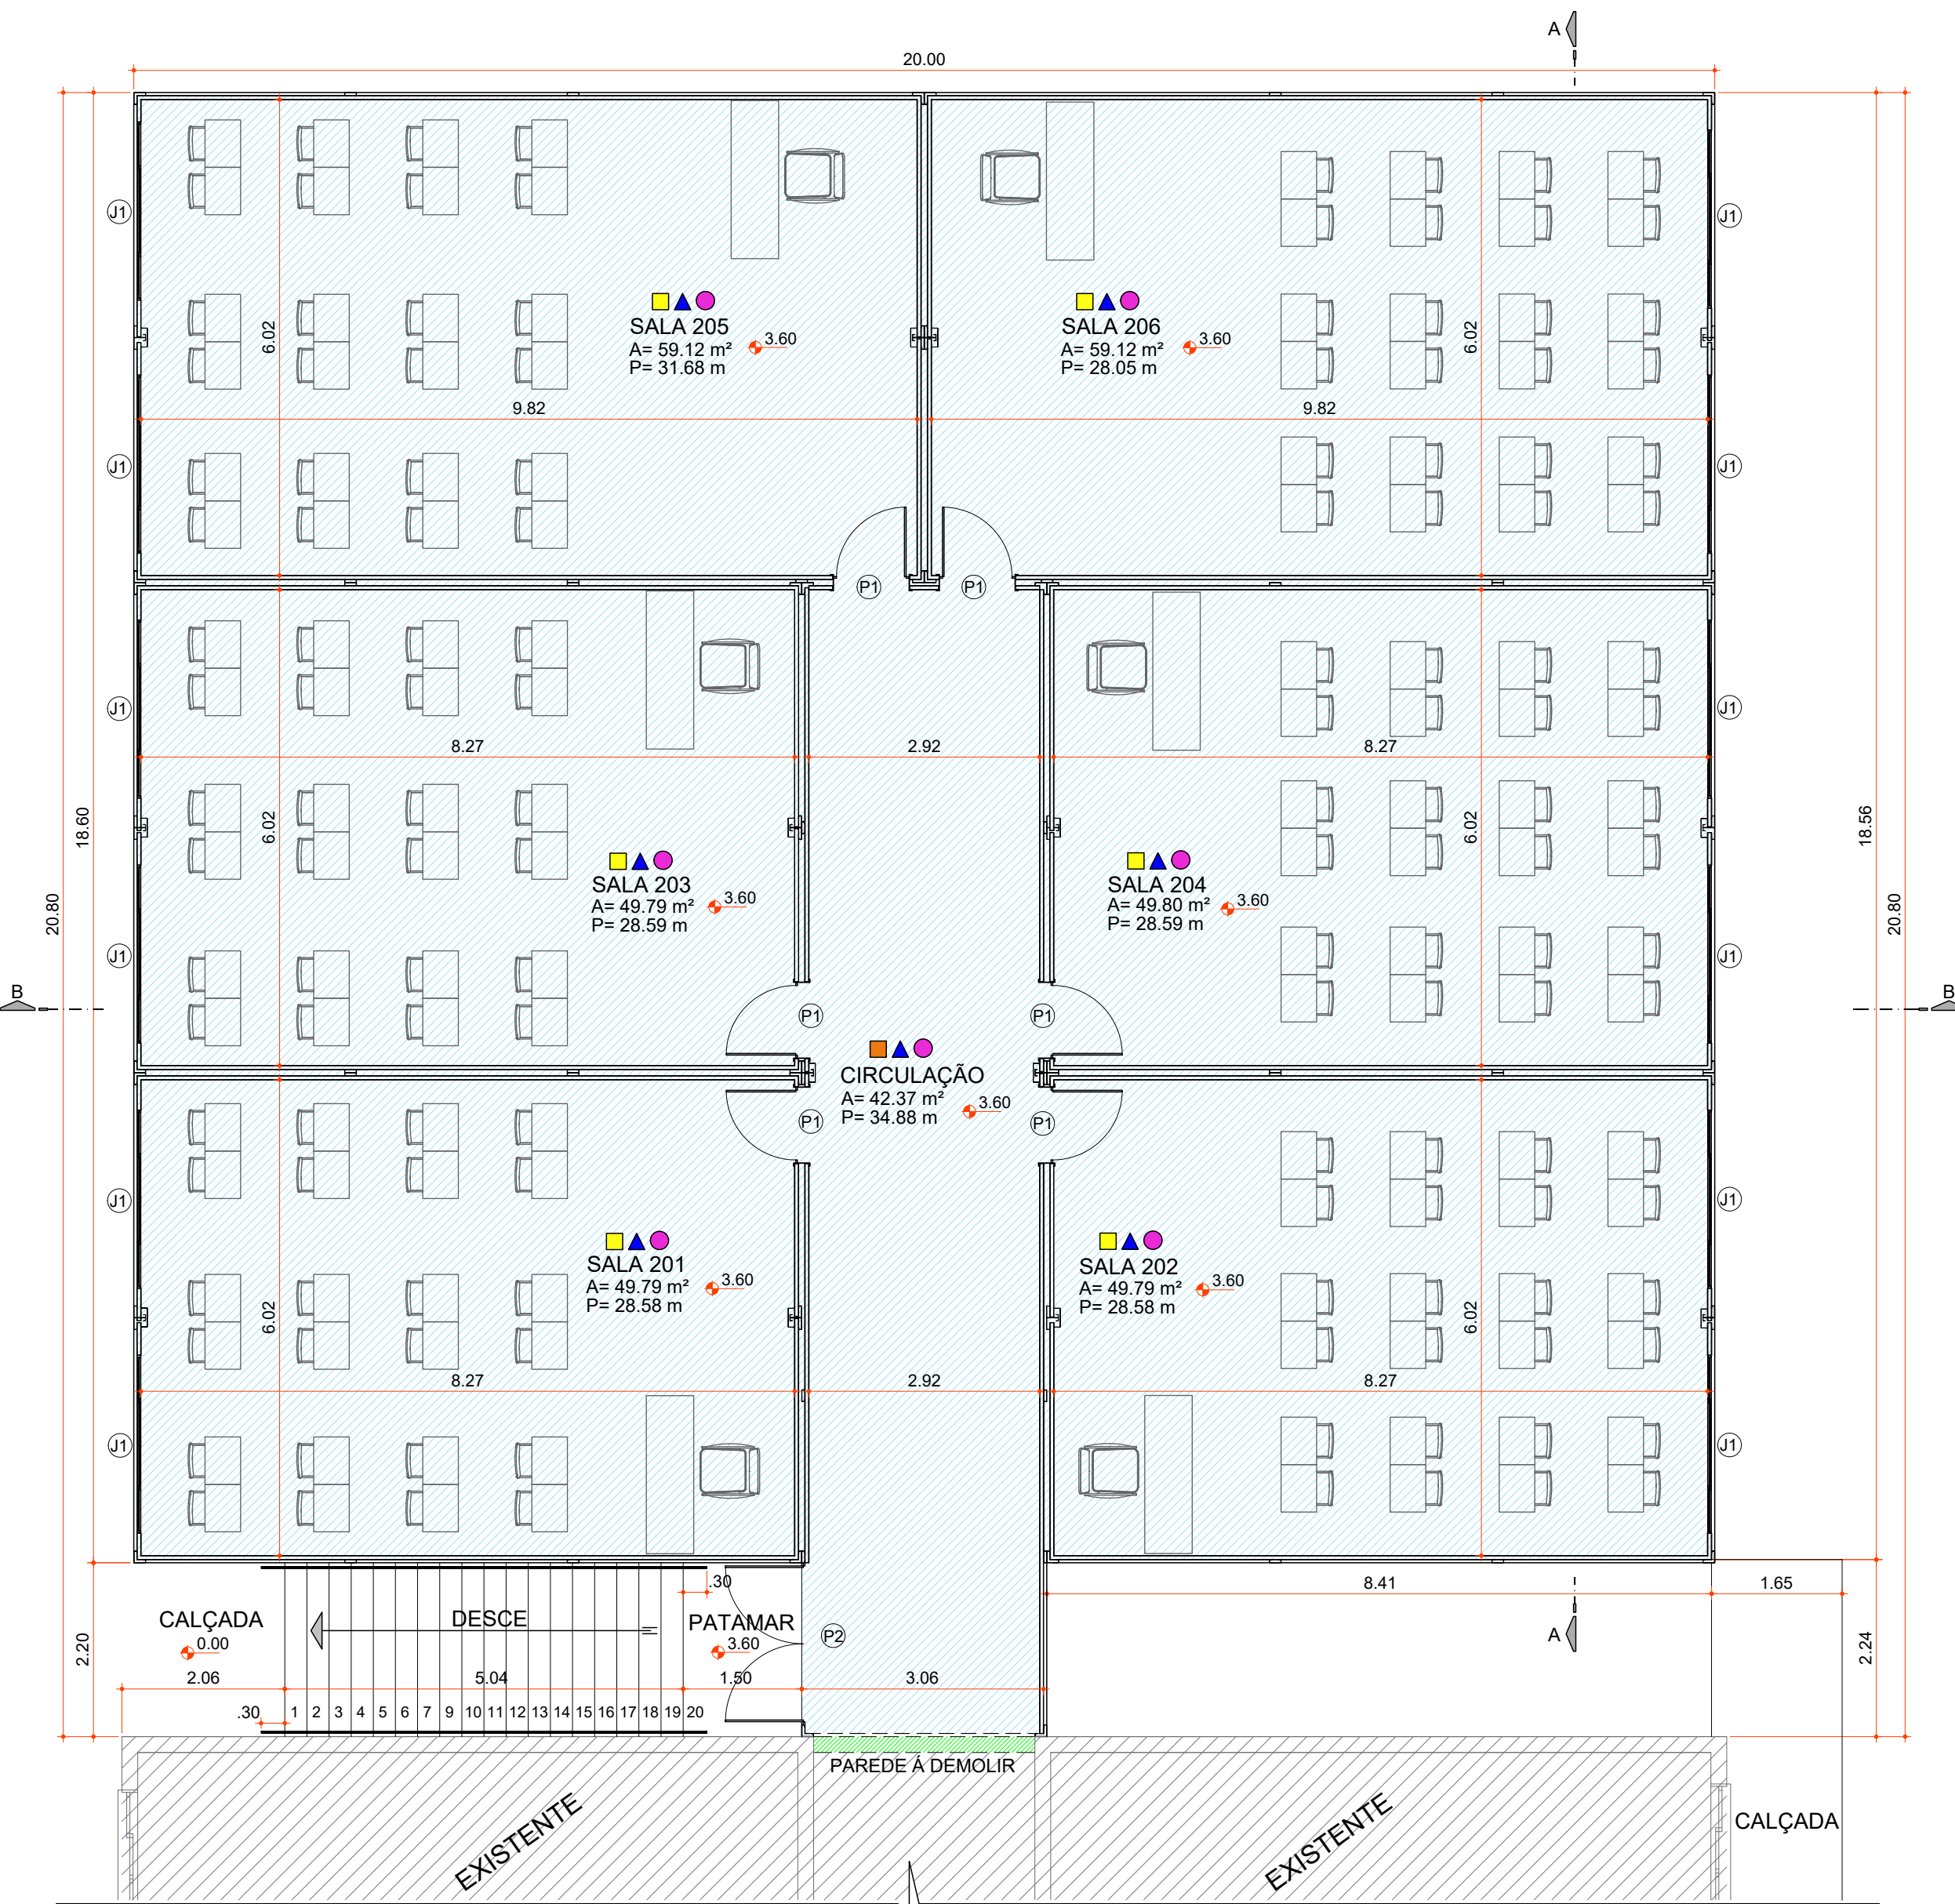 A
20.00
J1
J1
SALA 205
A= 59.12 m²
P= 31.68 m
3.60
SALA 206
A= 59.12 m²
P= 28.05 m
3.60
6.02
6.02
9.82
9.82
J1
J1
P1
P1
J1
J1
8.27
2.92
8.27
18.60
6.02
6.02
18.56
20.80
20.80
SALA 203
A= 49.79 m²
P= 28.59 m
3.60
SALA 204
A= 49.80 m²
P= 28.59 m
3.60
J1
J1
B
B
P1
P1
CIRCULAÇÃO
A= 42.37 m²
P= 34.88 m
3.60
P1
P1
J1
J1
SALA 201
A= 49.79 m²
P= 28.58 m
3.60
SALA 202
A= 49.79 m²
P= 28.58 m
3.60
6.02
6.02
8.27
2.92
8.27
J1
J1
.30
8.41
1.65
CALÇADA
0.00
DESCE
PATAMAR
3.60
P2
A
2.20
2.24
2.06
5.04
1.50
3.06
.30
1 2 3 4 5 6 7 9 10 11 12 13 14 15 16 17 18 19 20
PAREDE Á DEMOLIR
EXISTENTE
EXISTENTE
CALÇADA